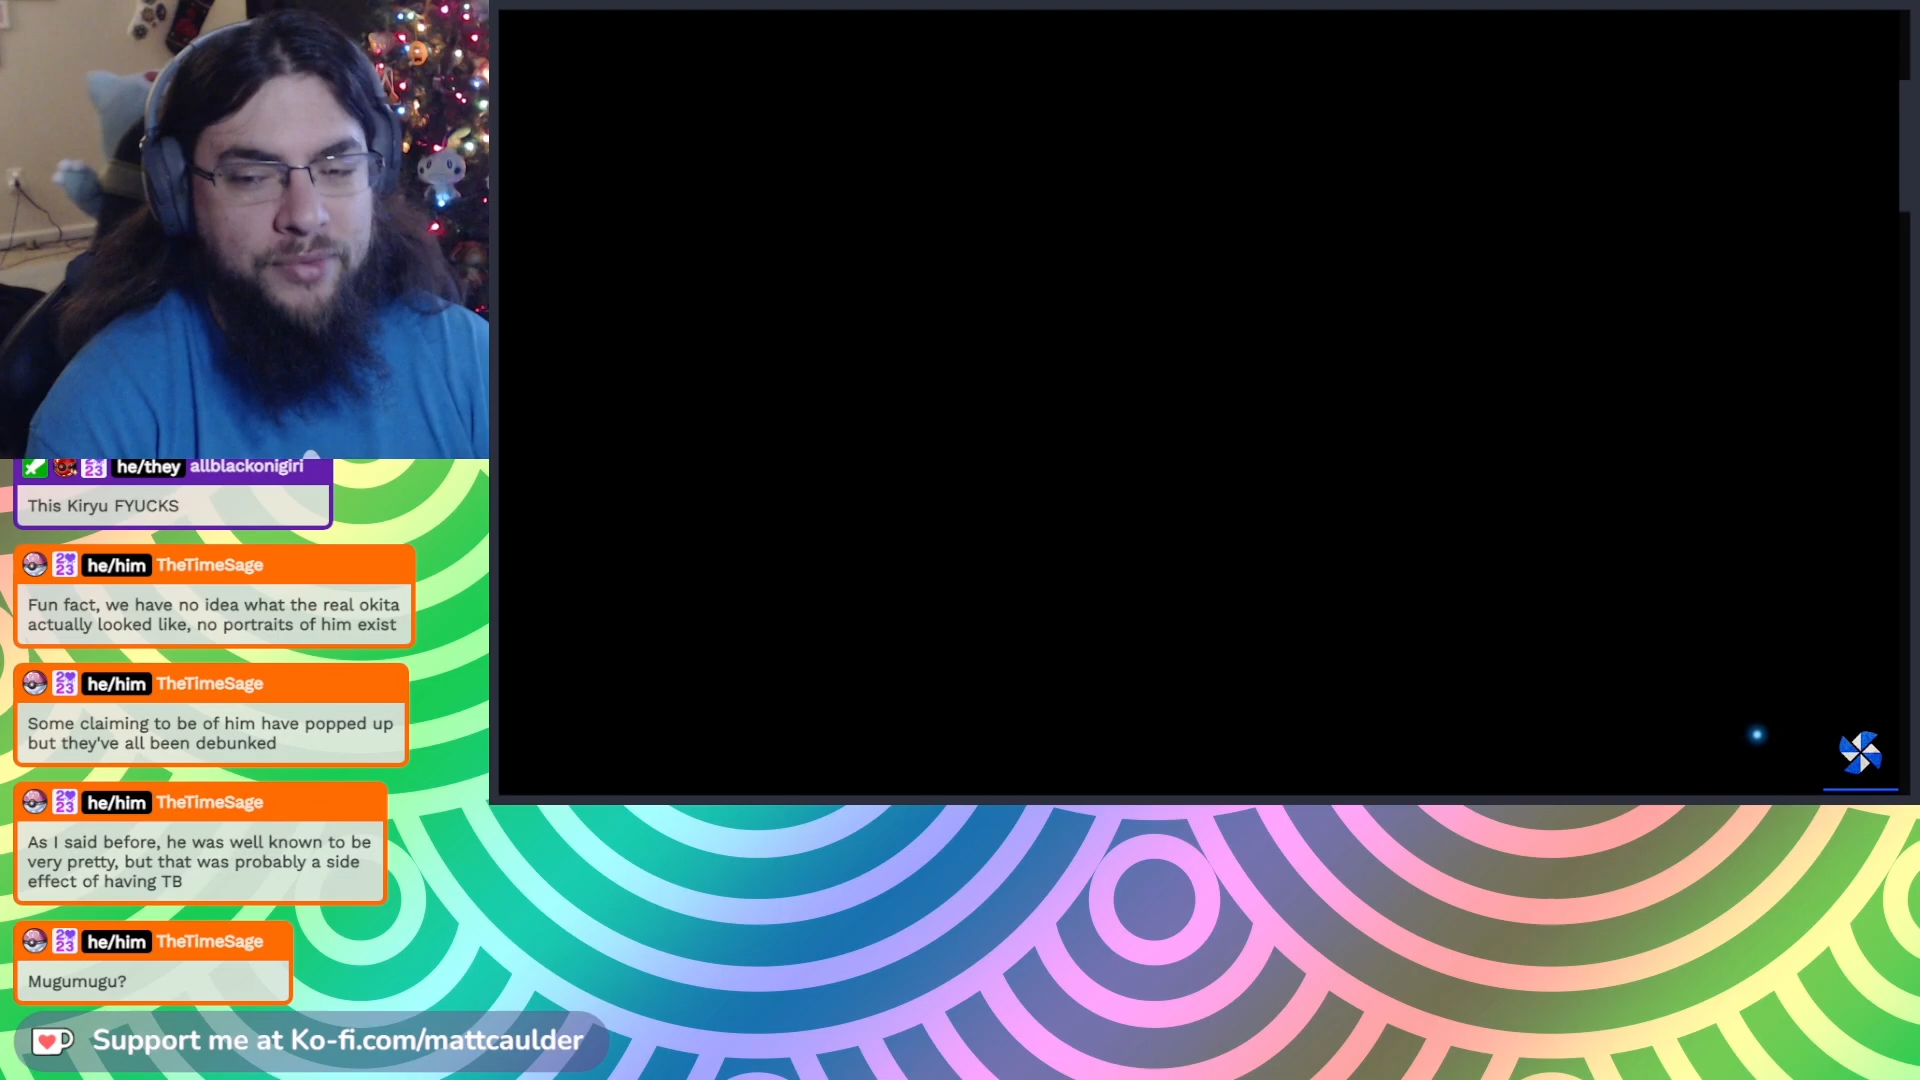 he/they allblackonigiri
This Kiryu FYUCKS
2023 he/him TheTimeSage
Fun fact, we have no idea what the real okita
actually looked like, no portraits of him exist
2023 he/him TheTimeSage
Some claiming to be of him have popped up
but they've all been debunked
2023 he/him TheTimeSage
As I said before, he was well known to be
very pretty, but that was probably a side
effect of having TB
2023 he/him TheTimeSage
Mugumugu?
Support me at Ko-fi.com/mattcaulder